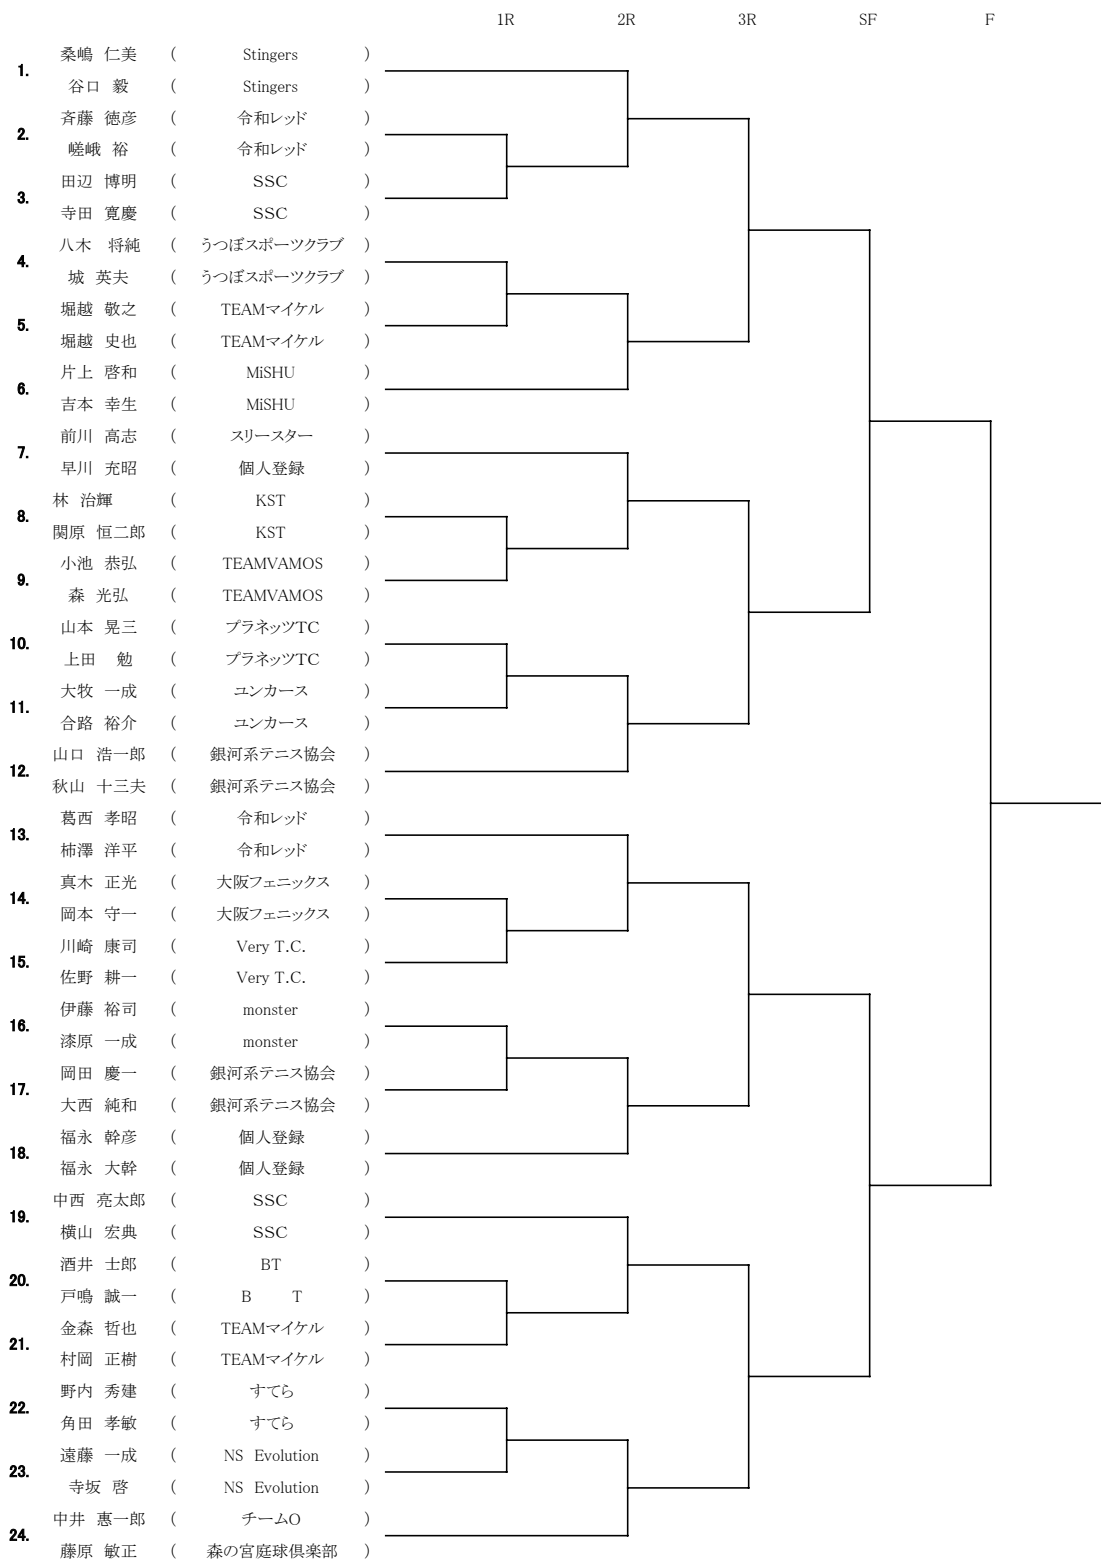 1R 2R 3R SF F
桑嶋 仁美 ( Stingers )
1.
谷口 毅 ( Stingers )
斉藤 徳彦 ( 令和レッド )
2.
嵯峨 裕 ( 令和レッド )
田辺 博明 ( SSC )
3.
寺田 寛慶 ( SSC )
八木 将純 ( うつぼスポーツクラブ )
4.
城 英夫 ( うつぼスポーツクラブ )
堀越 敬之 ( TEAMマイケル )
5.
堀越 史也 ( TEAMマイケル )
片上 啓和 ( MiSHU )
6.
吉本 幸生 ( MiSHU )
前川 高志 ( スリースター )
7.
早川 充昭 ( 個人登録 )
林 治輝 ( KST )
8.
関原 恒二郎 ( KST )
小池 恭弘 ( TEAMVAMOS )
9.
森 光弘 ( TEAMVAMOS )
山本 晃三 ( プラネッツTC )
10.
上田 勉 ( プラネッツTC )
大牧 一成 ( ユンカース )
11.
合路 裕介 ( ユンカース )
山口 浩一郎 ( 銀河系テニス協会 )
12.
秋山 十三夫 ( 銀河系テニス協会 )
葛西 孝昭 ( 令和レッド )
13.
柿澤 洋平 ( 令和レッド )
真木 正光 ( 大阪フェニックス )
14.
岡本 守一 ( 大阪フェニックス )
川崎 康司 ( Very T.C. )
15.
佐野 耕一 ( Very T.C. )
伊藤 裕司 ( monster )
16.
漆原 一成 ( monster )
岡田 慶一 ( 銀河系テニス協会 )
17.
大西 純和 ( 銀河系テニス協会 )
福永 幹彦 ( 個人登録 )
18.
福永 大幹 ( 個人登録 )
中西 亮太郎 ( SSC )
19.
横山 宏典 ( SSC )
酒井 士郎 ( BT )
20.
戸鳴 誠一 ( B T )
金森 哲也 ( TEAMマイケル )
21.
村岡 正樹 ( TEAMマイケル )
野内 秀建 ( すてら )
22.
角田 孝敏 ( すてら )
遠藤 一成 ( NS Evolution )
23.
寺坂 啓 ( NS Evolution )
中井 惠一郎 ( チームO )
24.
藤原 敏正 ( 森の宮庭球倶楽部 )